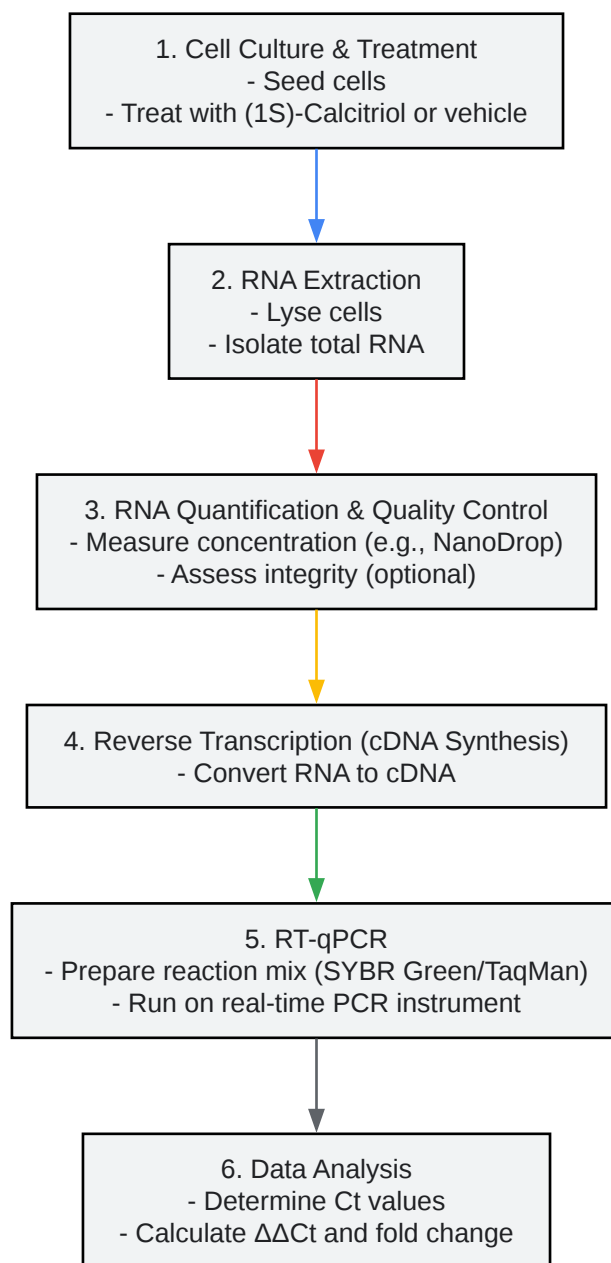 1. Cell Culture & Treatment
- Seed cells
- Treat with (1S)-Calcitriol or vehicle
2. RNA Extraction
- Lyse cells
- Isolate total RNA
3. RNA Quantification & Quality Control
- Measure concentration (e.g., NanoDrop)
- Assess integrity (optional)
4. Reverse Transcription (cDNA Synthesis)
- Convert RNA to cDNA
5. RT-qPCR
- Prepare reaction mix (SYBR Green/TaqMan)
- Run on real-time PCR instrument
6. Data Analysis
- Determine Ct values
- Calculate ΔΔCt and fold change